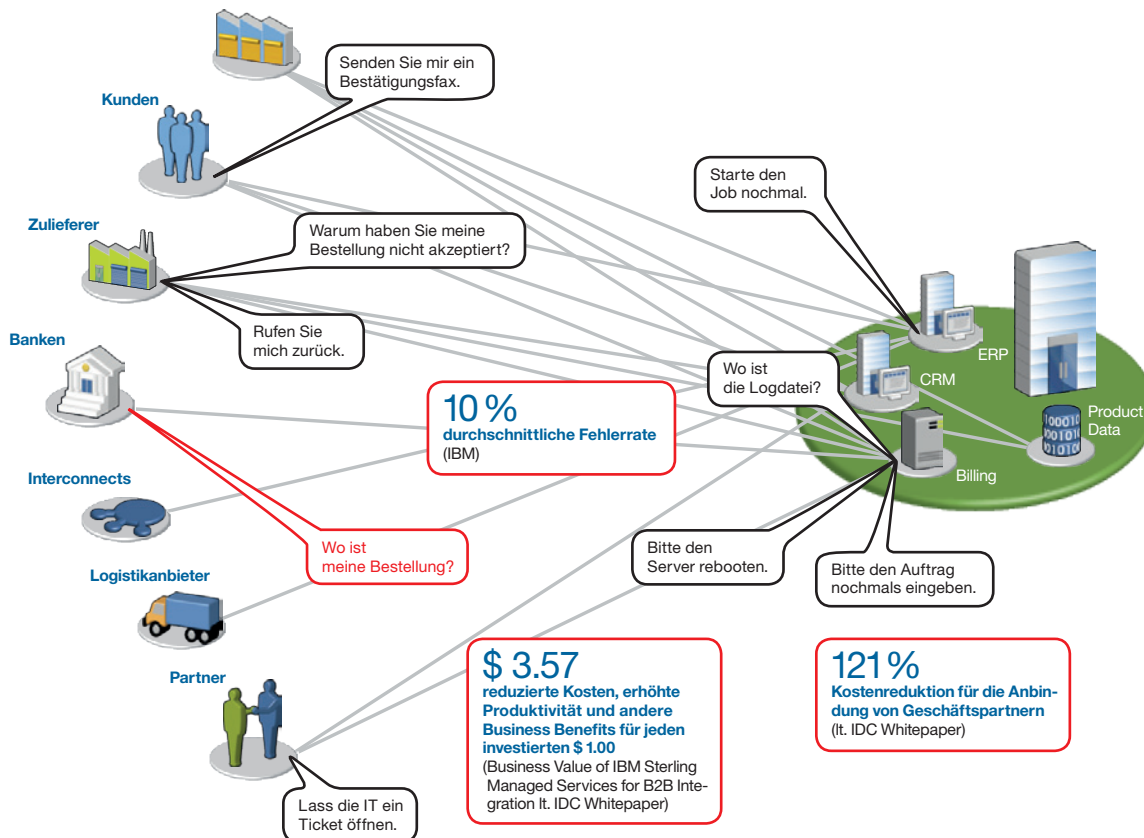 Senden Sie mir ein
Bestätigungsfax.
Kunden
Starte den
Job nochmal.
Zulieferer
Warum haben Sie meine
Bestellung nicht akzeptiert?
Rufen Sie
mich zurück.
Banken
ERP
Wo ist
die Logdatei?
CRM
10 %
durchschnittliche Fehlerrate
(IBM)
Product
Data
00010
001010
010100
Billing
Interconnects
Wo ist
meine Bestellung?
Bitte den
Server rebooten.
Bitte den Auftrag
nochmals eingeben.
Logistikanbieter
Partner
$ 3.57
reduzierte Kosten, erhöhte
Produktivität und andere
Business Benefits für jeden
investierten $ 1.00
(Business Value of IBM Sterling
Managed Services for B2B Inte-
gration lt. IDC Whitepaper)
121 %
Kostenreduktion für die Anbin-
dung von Geschäftspartnern
(lt. IDC Whitepaper)
Lass die IT ein
Ticket öffnen.